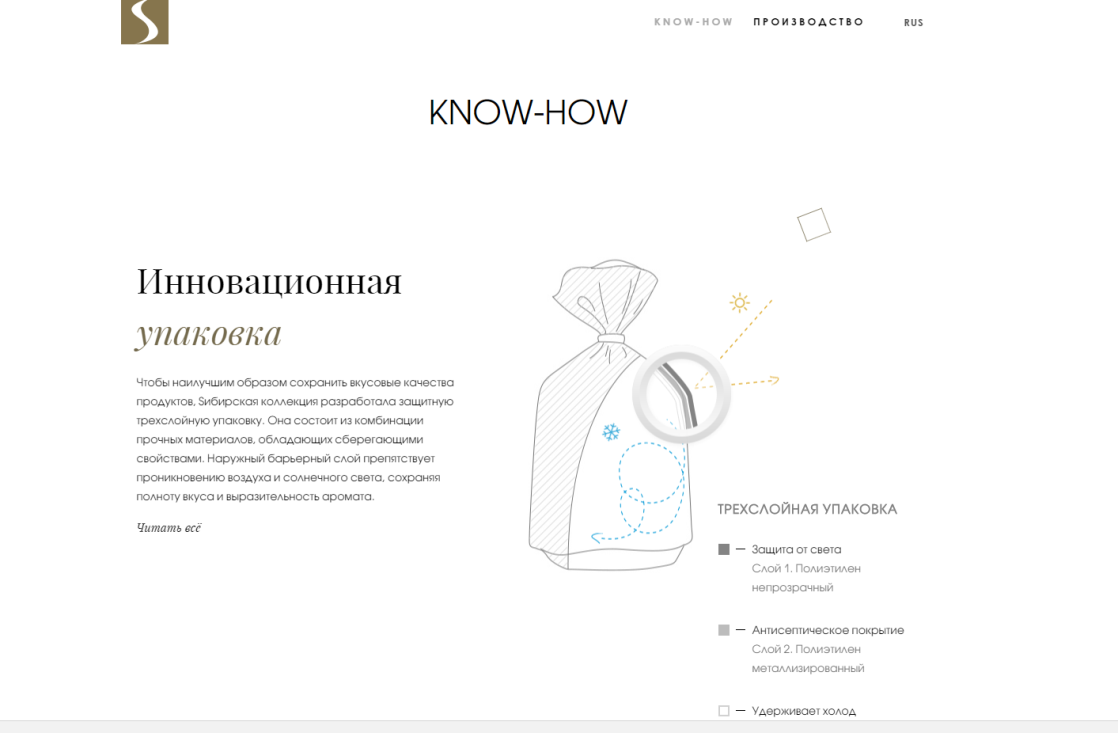 KNOW-HOW ПРОИЗВОДСТВО RUS
KNOW-HOW
Инновационная
упаковка
Чтобы наилучшим образом сохранить вкусовые качества
продуктов, Sибирская коллекция разработала защитную
трехслойную упаковку. Она состоит из комбинации
прочных материалов, обладающих сберегающими
свойствами. Наружный барьерный слой препятствует
проникновению воздуха и солнечного света, сохраняя
полноту вкуса и выразительность аромата.
Читать всё
ТРЕХСЛОЙНАЯ УПАКОВКА
— Защита от света
Слой 1. Полиэтилен
непрозрачный
— Антисептическое покрытие
Слой 2. Полиэтилен
металлизированный
— Удерживает холод